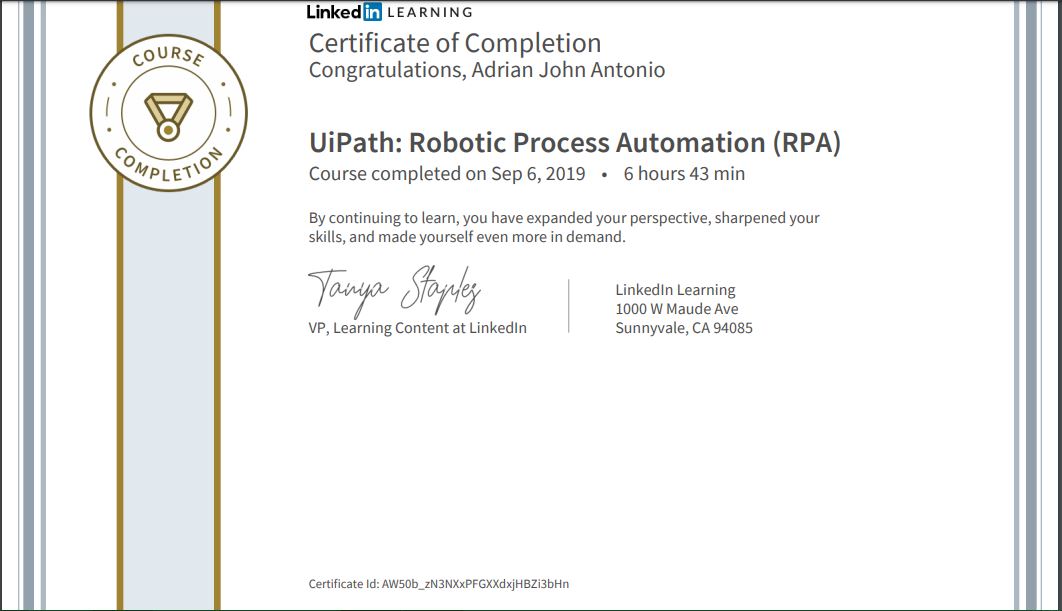 LinkedIn LEARNING
Certificate of Completion
Congratulations, Adrian John Antonio
COURSE
COMPLETION
UiPath: Robotic Process Automation (RPA)
Course completed on Sep 6, 2019 • 6 hours 43 min
By continuing to learn, you have expanded your perspective, sharpened your
skills, and made yourself even more in demand.
Tanya Staples
VP, Learning Content at LinkedIn
LinkedIn Learning
1000 W Maude Ave
Sunnyvale, CA 94085
Certificate Id: AW50b_zN3NXxPFGXXdxjHBZi3bHn